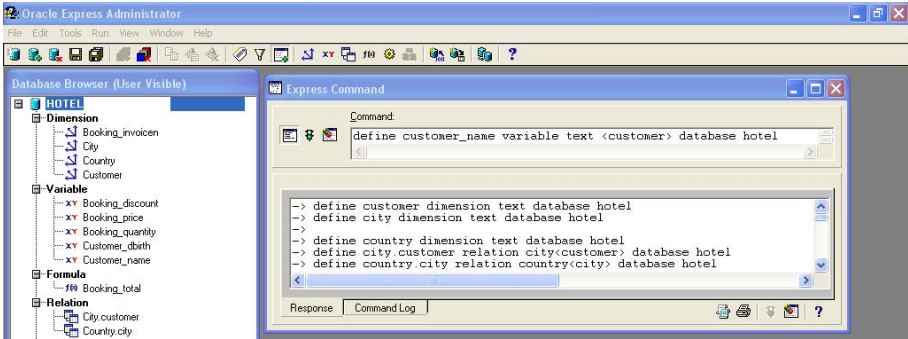 Oracle Express Administrator
File Edit Tools Run View Window Help
Database Browser (User Visible)
HOTEL
Dimension
Booking_invoicen
City
Country
Customer
Variable
Booking_discount
Booking_price
Booking_quantity
Customer_dbirth
Customer_name
Formula
Booking_total
Relation
City.customer
Country.city
Express Command
Command:
define customer_name variable text <customer> database hotel
-> define customer dimension text database hotel
-> define city dimension text database hotel
->
-> define country dimension text database hotel
-> define city.customer relation city<customer> database hotel
-> define country.city relation country<city> database hotel
Response Command Log